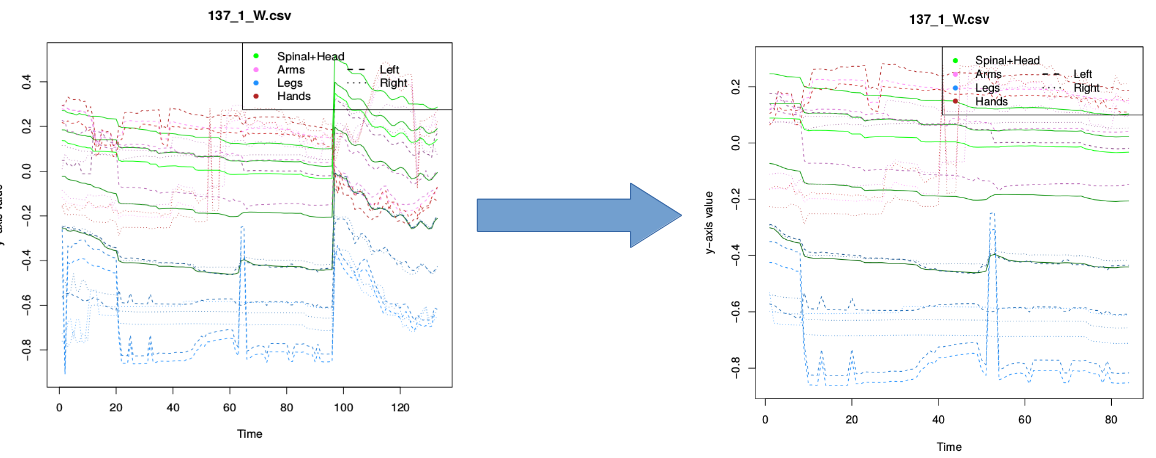 137_1_W.csv
Spinal+Head
Arms
Legs
Hands
Left
Right
0.4
0.2
0.0
−0.2
−0.4
−0.6
−0.8
0 20 40 60 80 100 120
Time
137_1_W.csv
Spinal+Head
Arms
Legs
Hands
Left
Right
y−axis value
0.2
0.0
−0.2
−0.4
−0.6
−0.8
0 20 40 60 80
Time